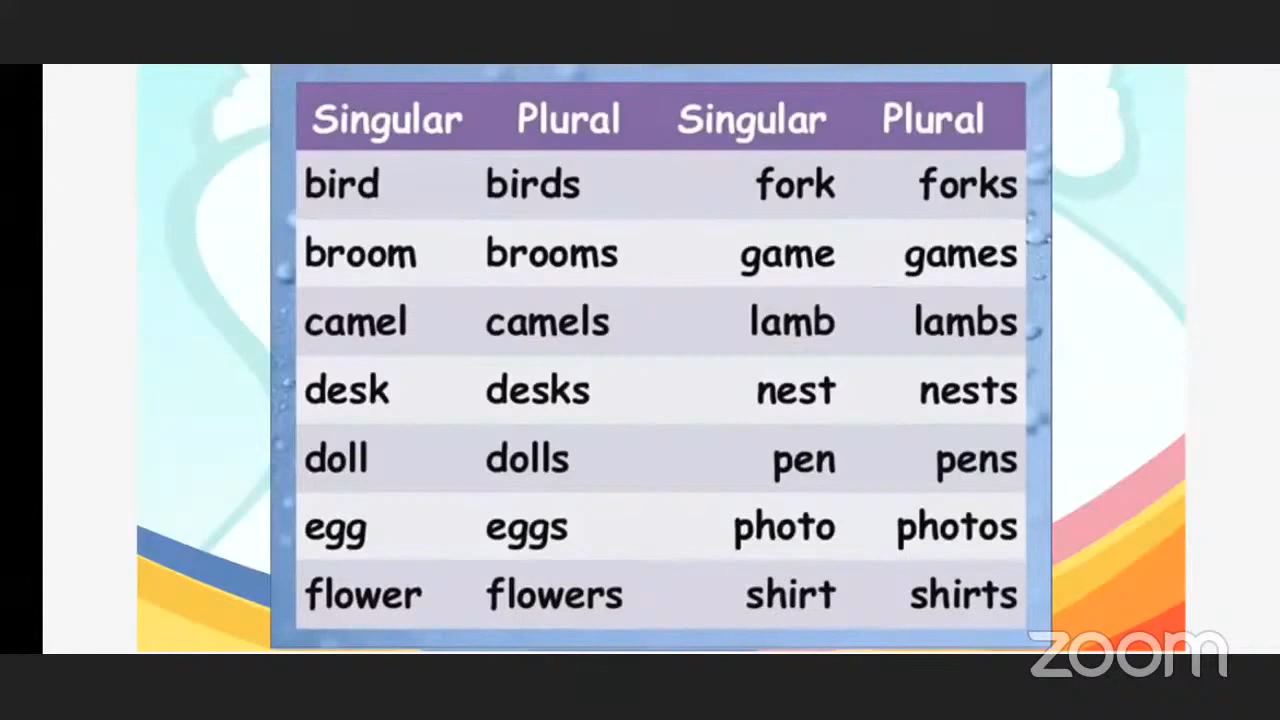 Singular Plural Singular Plural
bird birds fork forks
broom brooms game games
camel camels lamb lambs
desk desks nest nests
doll dolls pen pens
egg eggs photo photos
flower flowers shirt shirts
zoom